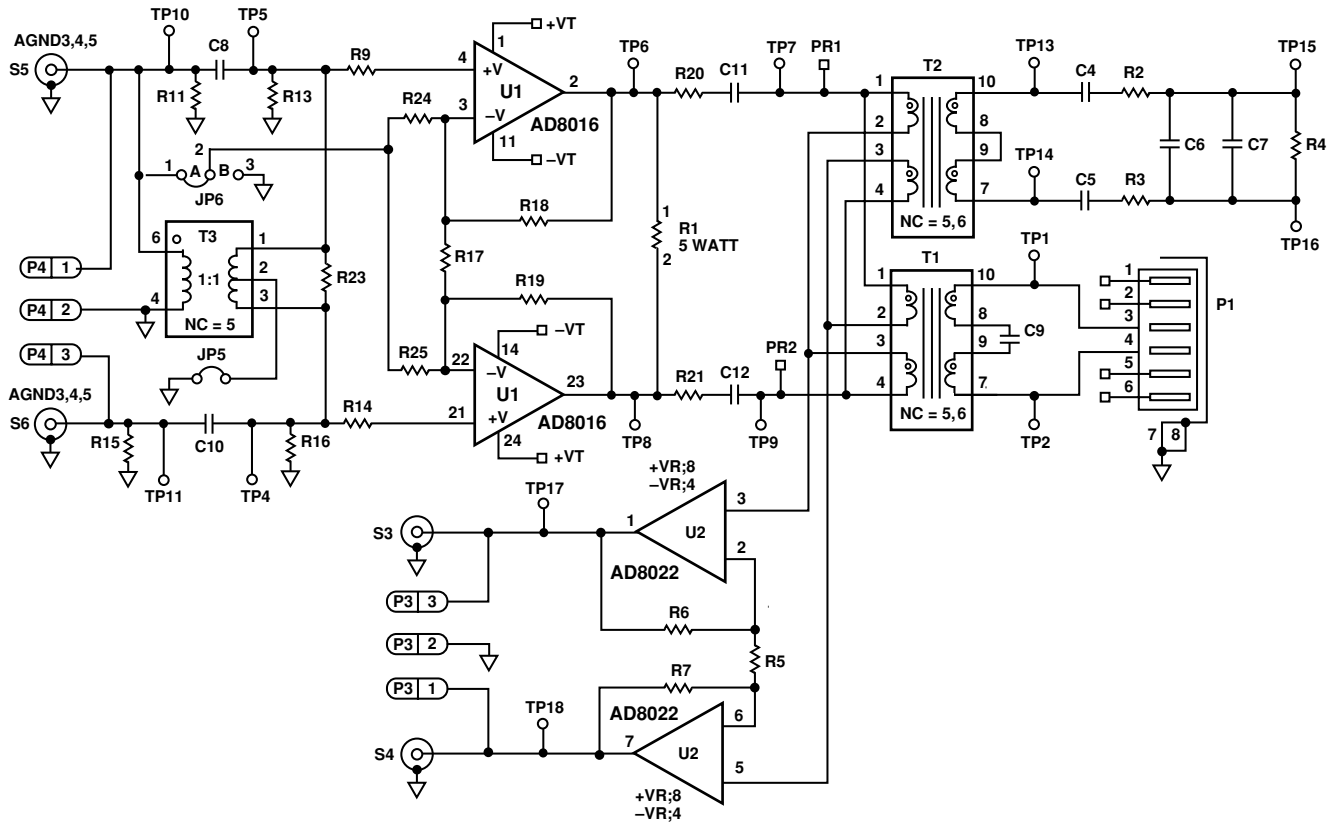 TP10
TP5
AGND3,4,5
C8
S5
R11
R13
R9
4
+V
1
+VT
U1
2
R24
3
–V
AD8016
11
–VT
TP6
R20
C11
TP7
PR1
1
2
3
4
T2
10
8
9
7
NC = 5,6
TP13
C4
R2
TP15
C6
C7
R4
TP14
C5
R3
TP16
1
A
2
B
3
JP6
R18
R17
R19
R1
5 WATT
1
2
6
T3
1
1:1
2
4
3
NC = 5
R23
P4 1
P4 2
P4 3
JP5
AGND3,4,5
S6
R15
TP11
C10
TP4
R16
R14
R25
22
–V
14
–VT
U1
23
21
+V
AD8016
24
+VT
TP8
R21
C12
TP9
PR2
T1
1
2
3
4
10
8
9
7
NC = 5,6
C9
TP1
TP2
1
2
3
4
5
6
P1
7
8
TP17
S3
1
+VR;8
–VR;4
U2
3
2
AD8022
P3 3
P3 2
P3 1
R6
R5
R7
TP18
AD8022
S4
7
U2
6
5
+VR;8
–VR;4